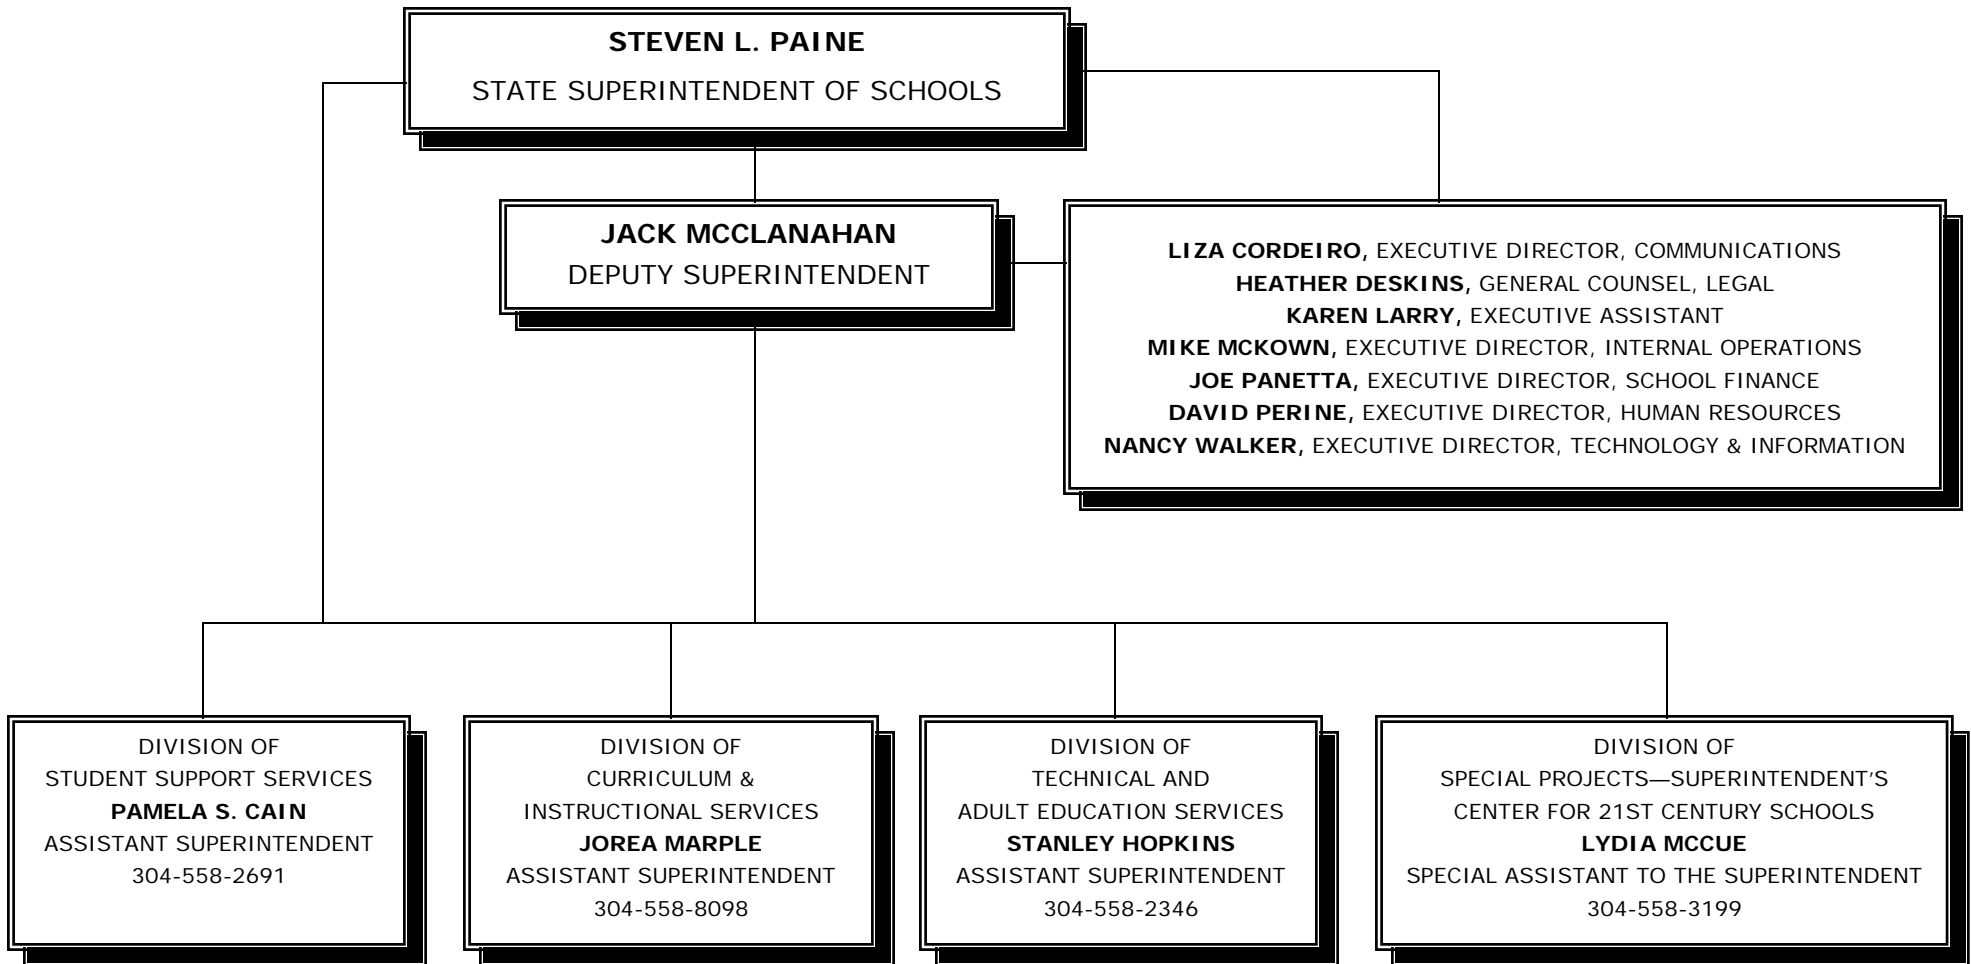 STEVEN L. PAINE
STATE SUPERINTENDENT OF SCHOOLS
JACK MCCLANAHAN
DEPUTY SUPERINTENDENT
LIZA CORDEIRO, EXECUTIVE DIRECTOR, COMMUNICATIONS
HEATHER DESKINS, GENERAL COUNSEL, LEGAL
KAREN LARRY, EXECUTIVE ASSISTANT
MIKE MCKOWN, EXECUTIVE DIRECTOR, INTERNAL OPERATIONS
JOE PANETTA, EXECUTIVE DIRECTOR, SCHOOL FINANCE
DAVID PERINE, EXECUTIVE DIRECTOR, HUMAN RESOURCES
NANCY WALKER, EXECUTIVE DIRECTOR, TECHNOLOGY & INFORMATION
DIVISION OF
STUDENT SUPPORT SERVICES
PAMELA S. CAIN
ASSISTANT SUPERINTENDENT
304-558-2691
DIVISION OF
CURRICULUM &
INSTRUCTIONAL SERVICES
JOREA MARPLE
ASSISTANT SUPERINTENDENT
304-558-8098
DIVISION OF
TECHNICAL AND
ADULT EDUCATION SERVICES
STANLEY HOPKINS
ASSISTANT SUPERINTENDENT
304-558-2346
DIVISION OF
SPECIAL PROJECTS—SUPERINTENDENT'S
CENTER FOR 21ST CENTURY SCHOOLS
LYDIA MCCUE
SPECIAL ASSISTANT TO THE SUPERINTENDENT
304-558-3199